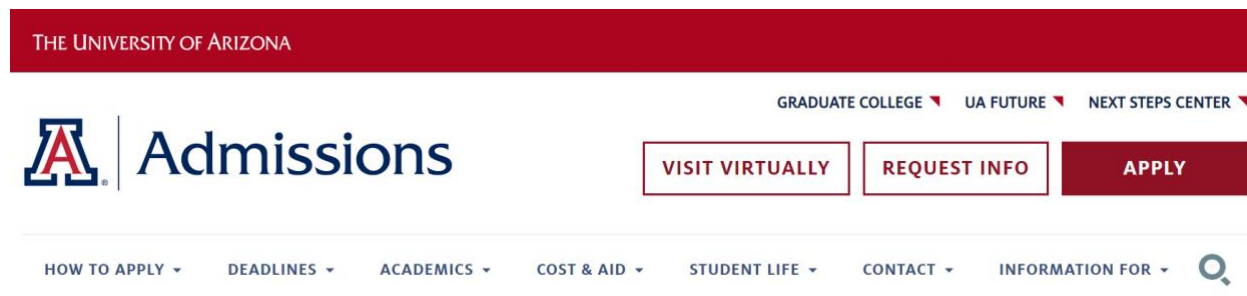 THE UNIVERSITY OF ARIZONA
GRADUATE COLLEGE UA FUTURE NEXT STEPS CENTER
A Admissions
VISIT VIRTUALLY REQUEST INFO APPLY
HOW TO APPLY DEADLINES ACADEMICS COST & AID STUDENT LIFE CONTACT INFORMATION FOR